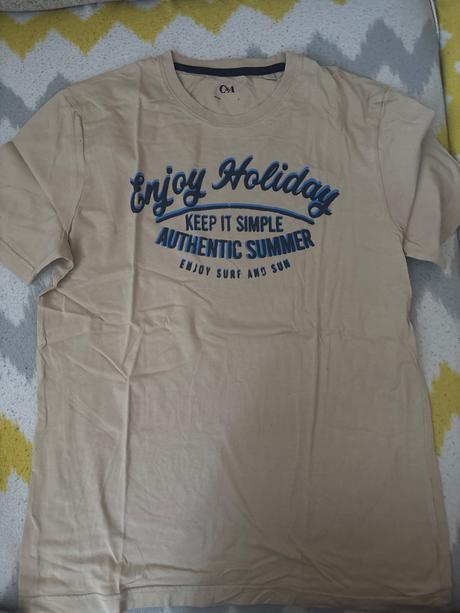 C&A
Enjoy Holiday
KEEP IT SIMPLE
AUTHENTIC SUMMER
ENJOY SURF AND SUN